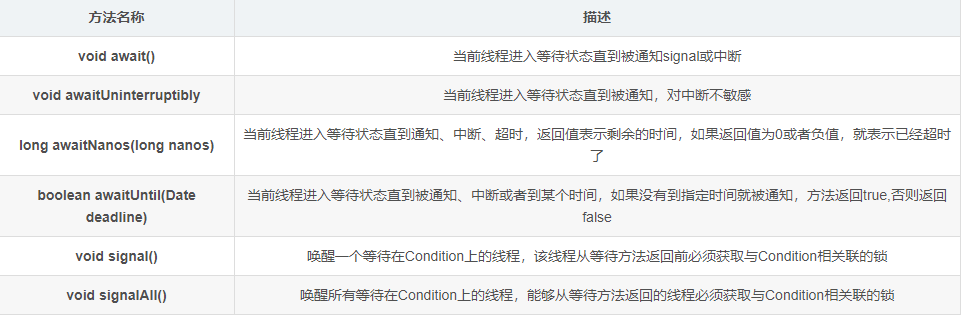 方法名称 描述
void await() 当前线程进入等待状态直到被通知signal或中断
void awaitUninterruptibly 当前线程进入等待状态直到被通知，对中断不敏感
long awaitNanos(long nanos) 当前线程进入等待状态直到通知、中断、超时，返回值表示剩余的时间，如果返回值为0或者负值，就表示已经超时
了
boolean awaitUntil(Date 当前线程进入等待状态直到被通知、中断或者到某个时间，如果没有到指定时间就被通知，方法返回true,否则返回
deadline) false
void signal() 唤醒一个等待在Condition上的线程，该线程从等待方法返回前必须获取与Condition相关联的锁
void signalAll() 唤醒所有等待在Condition上的线程，能够从等待方法返回的线程必须获取与Condition相关联的锁